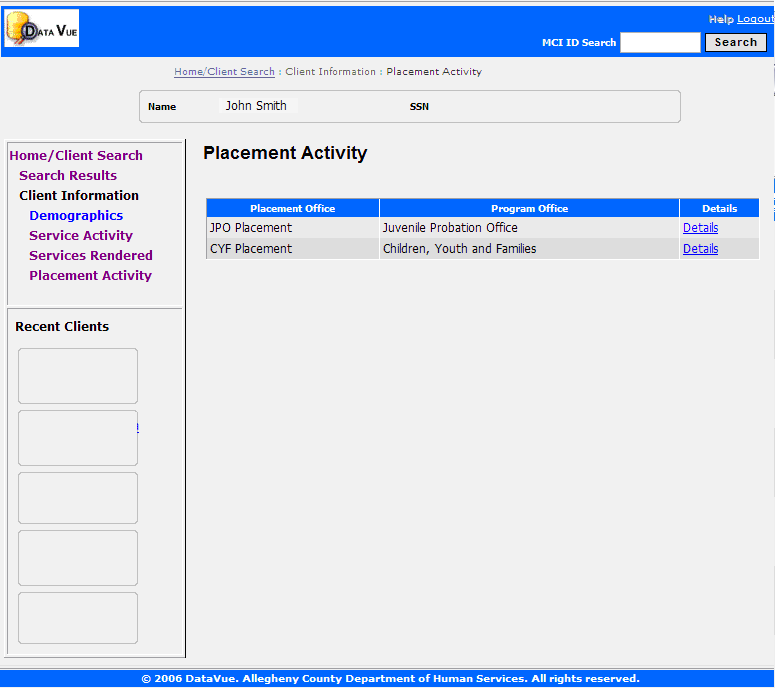 DATA VUE
Help Logout
MCI ID Search Search
Home/Client Search : Client Information : Placement Activity
Name John Smith SSN
Home/Client Search
Search Results
Client Information
Demographics
Service Activity
Services Rendered
Placement Activity
Recent Clients
Placement Activity
Placement Office Program Office Details
JPO Placement Juvenile Probation Office Details
CYF Placement Children, Youth and Families Details
© 2006 DataVue. Allegheny County Department of Human Services. All rights reserved.